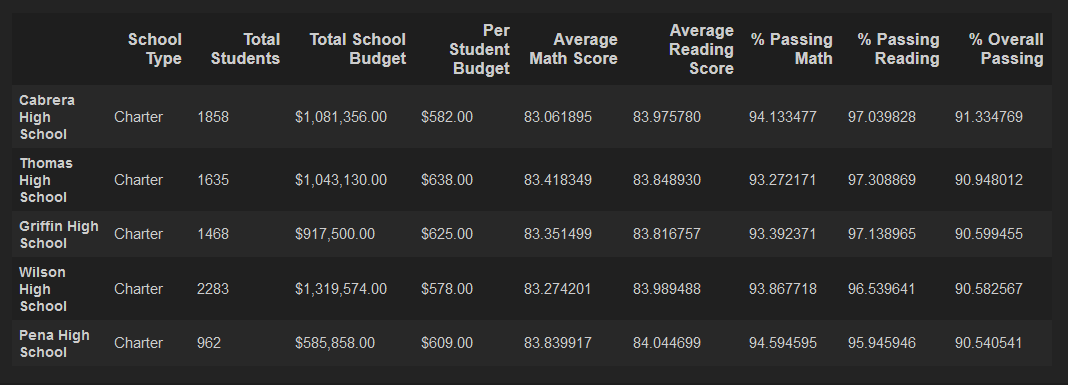 School Type Total Students Total School Budget Per Student Budget Average Math Score Average Reading Score % Passing Math % Passing Reading % Overall Passing
Cabrera High School Charter 1858 $1,081,356.00 $582.00 83.061895 83.975780 94.133477 97.039828 91.334769
Thomas High School Charter 1635 $1,043,130.00 $638.00 83.418349 83.848930 93.272171 97.308869 90.948012
Griffin High School Charter 1468 $917,500.00 $625.00 83.351499 83.816757 93.392371 97.138965 90.599455
Wilson High School Charter 2283 $1,319,574.00 $578.00 83.274201 83.989488 93.867718 96.539641 90.582567
Pena High School Charter 962 $585,858.00 $609.00 83.839917 84.044699 94.594595 95.945946 90.540541